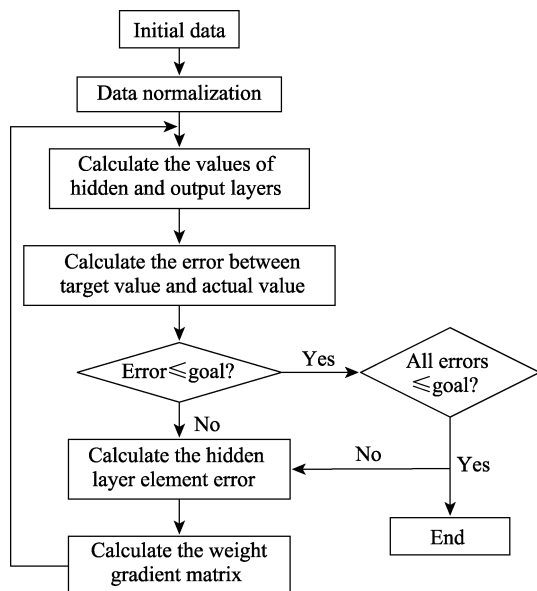 Initial data
Data normalization
Calculate the values of
hidden and output layers
Calculate the error between
target value and actual value
Error⩽goal?
Yes
All errors
⩽goal?
No
Calculate the hidden
layer element error
No
Yes
End
Calculate the weight
gradient matrix